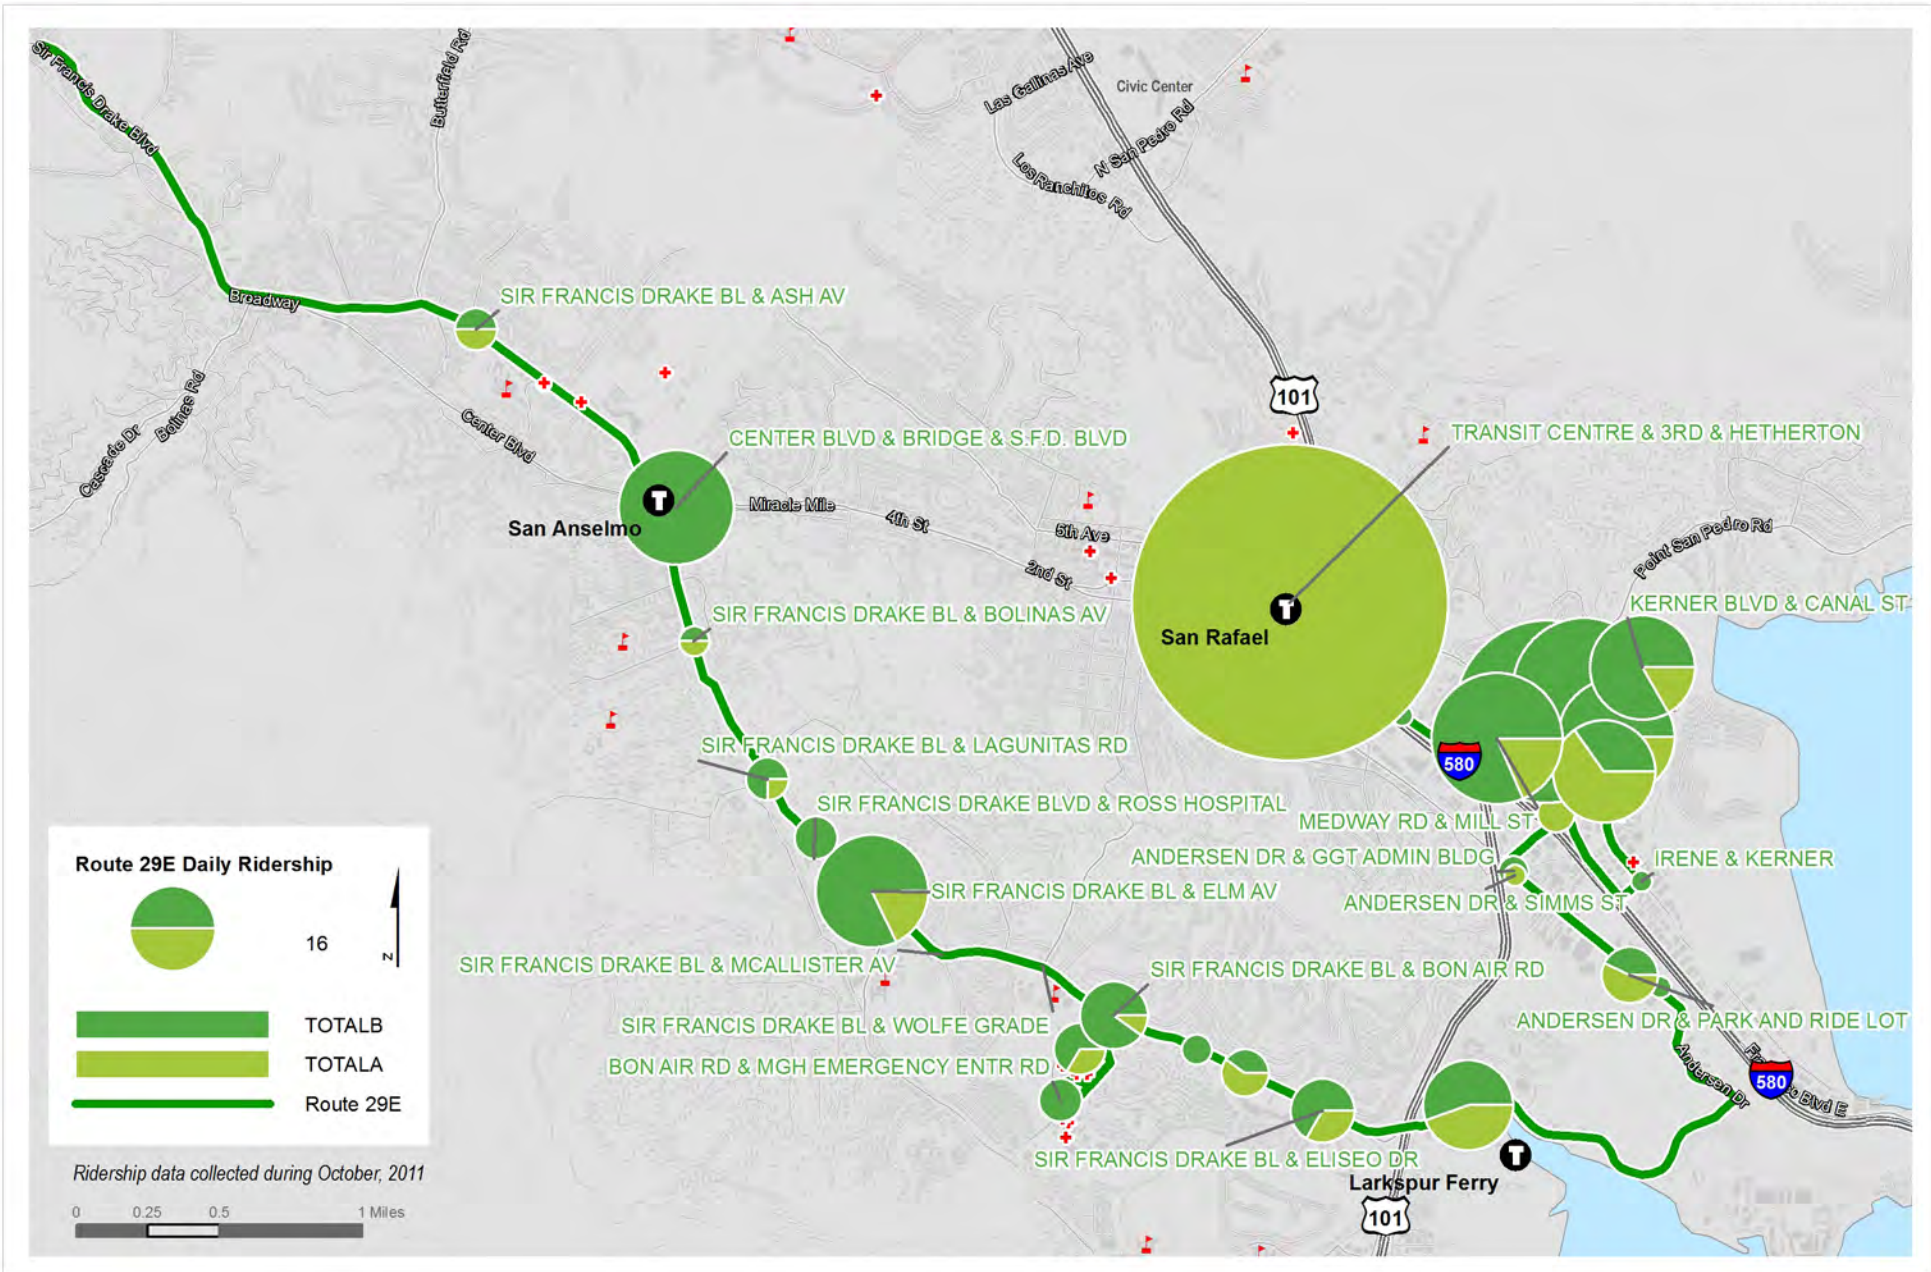 Sir Francis Drake Blvd
Butterfield Rd
Las Gallinas Ave
Civic Center
N San Pedro Rd
Los Ranchitos Rd
Broadway
SIR FRANCIS DRAKE BL & ASH AV
Cascade Dr
Bolinas Rd
Center Blvd
101
CENTER BLVD & BRIDGE & S.F.D. BLVD
TRANSIT CENTRE & 3RD & HETHERTON
T
San Anselmo
Miracle Mile
4th St
5th Ave
2nd St
Point San Pedro Rd
T
San Rafael
KERNER BLVD & CANAL ST
SIR FRANCIS DRAKE BL & BOLINAS AV
SIR FRANCIS DRAKE BL & LAGUNITAS RD
580
SIR FRANCIS DRAKE BLVD & ROSS HOSPITAL
MEDWAY RD & MILL ST
ANDERSEN DR & GGT ADMIN BLDG
IRENE & KERNER
SIR FRANCIS DRAKE BL & ELM AV
ANDERSEN DR & SIMMS ST
SIR FRANCIS DRAKE BL & MCALLISTER AV
SIR FRANCIS DRAKE BL & BON AIR RD
SIR FRANCIS DRAKE BL & WOLFE GRADE
ANDERSEN DR & PARK AND RIDE LOT
BON AIR RD & MGH EMERGENCY ENTR RD
Andersen Dr
580
Blvd E
SIR FRANCIS DRAKE BL & ELISEO DR
T
Larkspur Ferry
101
Route 29E Daily Ridership
16
N
TOTALB
TOTALA
Route 29E
Ridership data collected during October, 2011
0 0.25 0.5 1 Miles